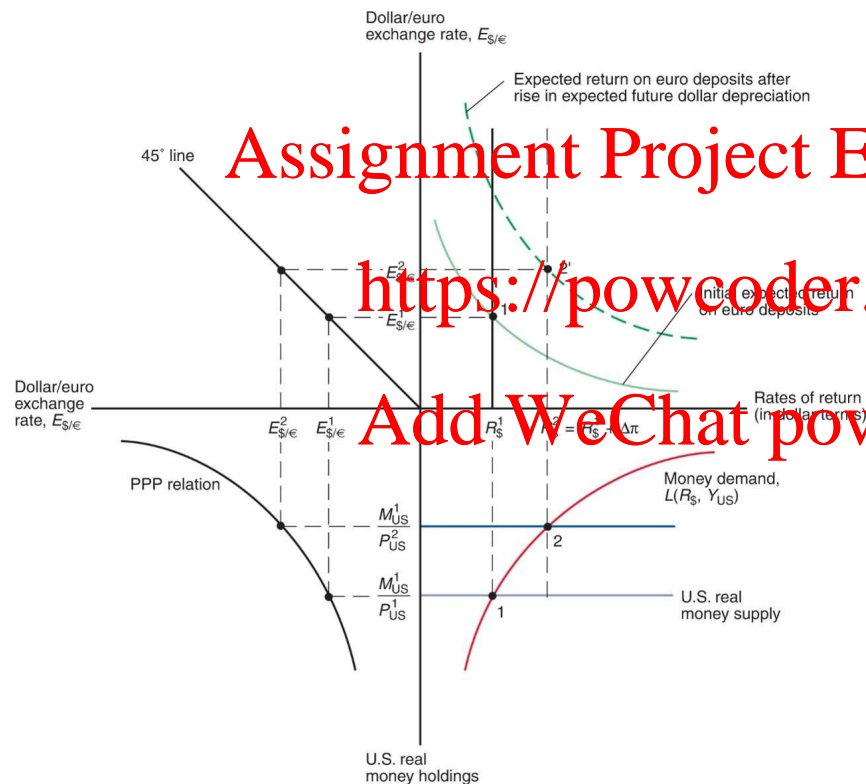 Dollar/euro
exchange rate, E$/€
Expected return on euro deposits after
rise in expected future dollar depreciation
45° line
Assignment Project E
E²$/€
2'
https://powcoder.
Initial expected return
on euro deposits
E¹$/€
1'
Dollar/euro
exchange
rate, E$/€
Rates of return
(in dollar terms)
E²$/€
E¹$/€
Add WeChat pow
R¹$
R²$ = R¹$ + Δπ
PPP relation
Money demand,
L(R$, YUS)
M¹US
P²US
2
M¹US
P¹US
1
U.S. real
money supply
U.S. real
money holdings